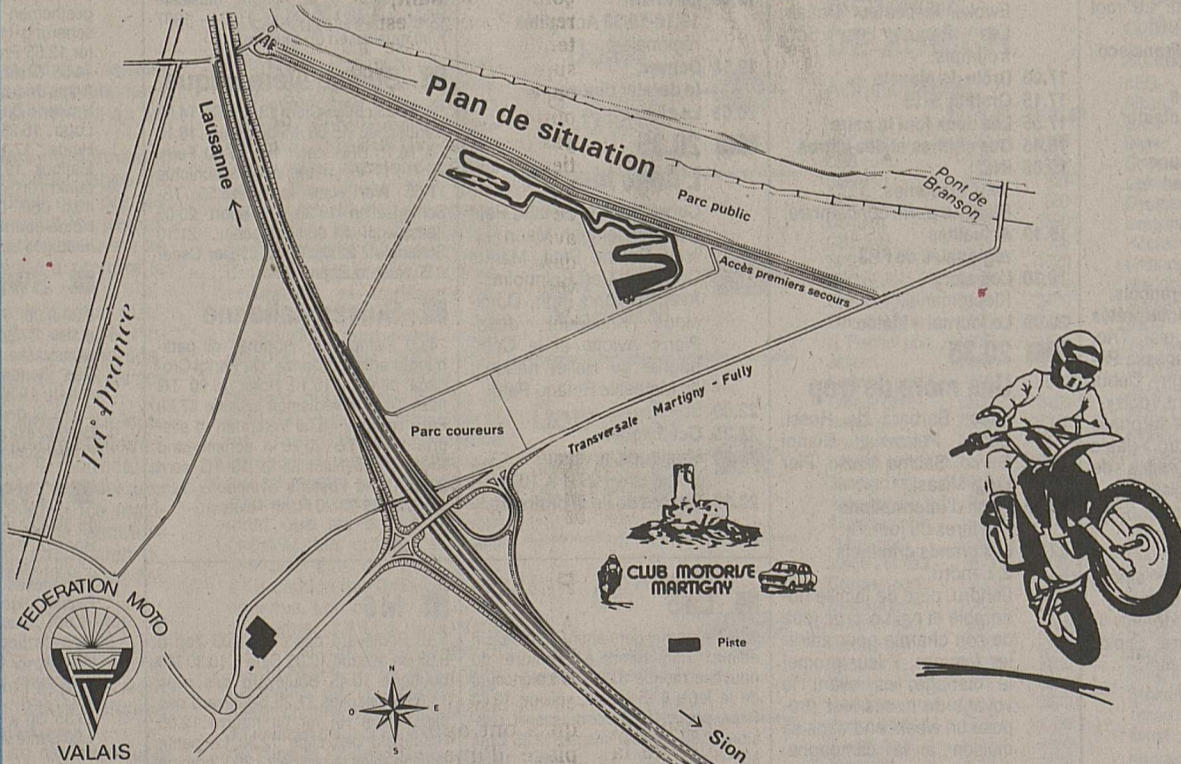 Plan de situation
Lausanne
Pont de
Branson
Parc public
Accès premiers secours
La Drance
Transversale Martigny - Fully
Parc coureurs
CLUB MOTORISE
MARTIGNY
Piste
FEDERATION MOTO
VALAIS
N
O
E
S
Sion